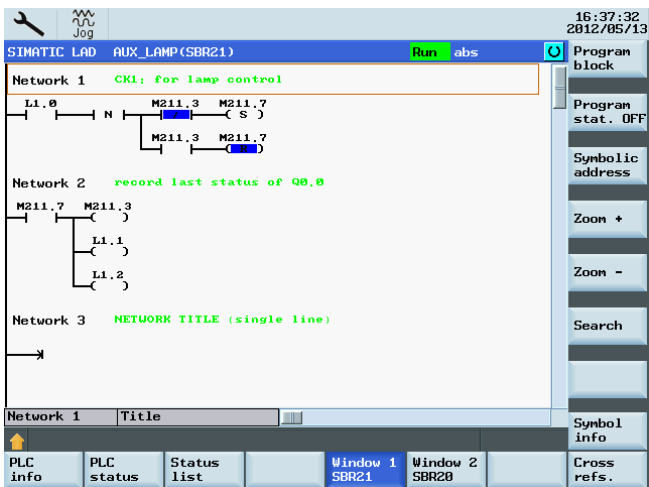 Jog
16:37:32
2012/05/13
SIMATIC LAD AUX_LAMP(SBR21) Run abs
Program
block
Network 1 CK1: for lamp control
L1.0 M211.3 M211.7
N / S
M211.3 M211.7
R
Program
stat. OFF
Symbolic
address
Network 2 record last status of Q0.0
M211.7 M211.3
L1.1
L1.2
Zoom +
Zoom -
Network 3 NETWORK TITLE (single line)
Search
Network 1 Title
Symbol
info
PLC
info
PLC
status
Status
list
Window 1
SBR21
Window 2
SBR20
Cross
refs.